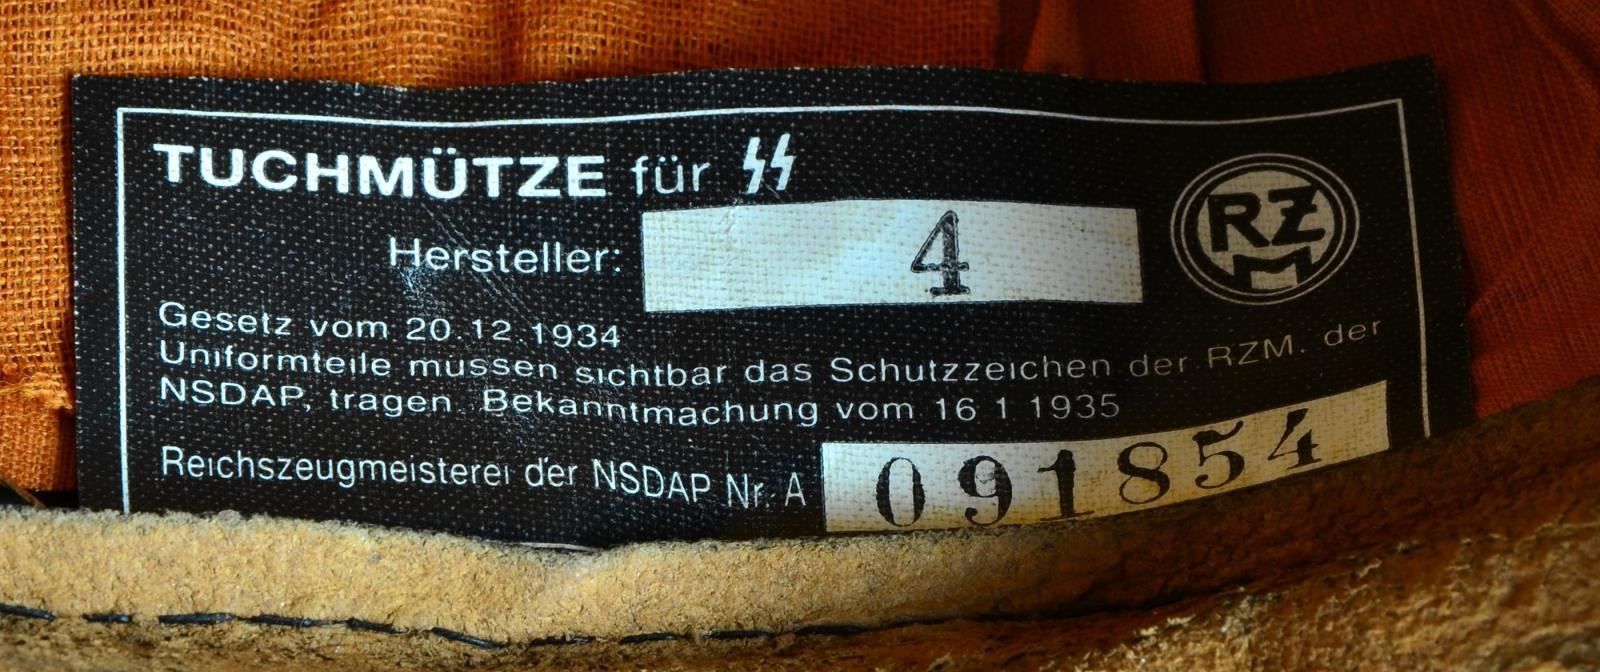 TUCHMÜTZE für ᛋᛋ
Hersteller: 4
RZM
Gesetz vom 20.12.1934
Uniformteile mussen sichtbar das Schutzzeichen der RZM. der
NSDAP, tragen. Bekanntmachung vom 16 1 1935
Reichszeugmeisterei der NSDAP Nr. A 091854